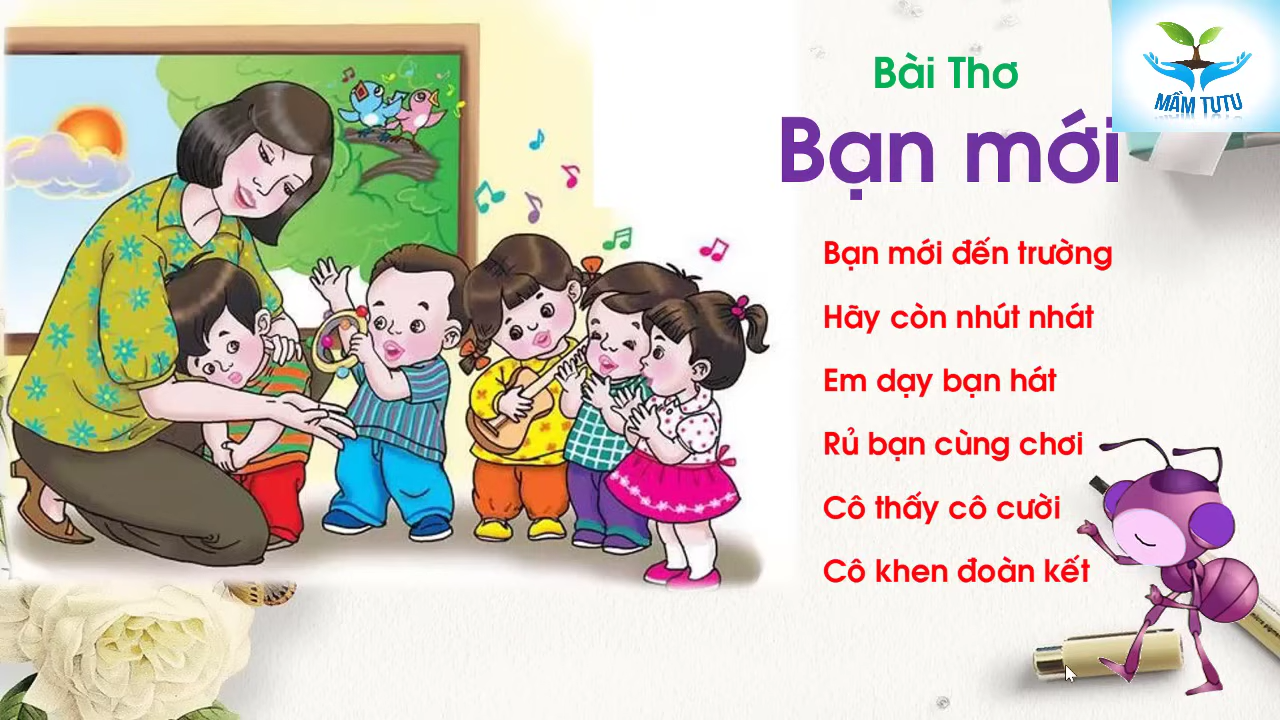 Bài Thơ
MẦM TUTU
Bạn mới
Bạn mới đến trường
Hãy còn nhút nhát
Em dạy bạn hát
Rủ bạn cùng chơi
Cô thấy cô cười
Cô khen đoàn kết